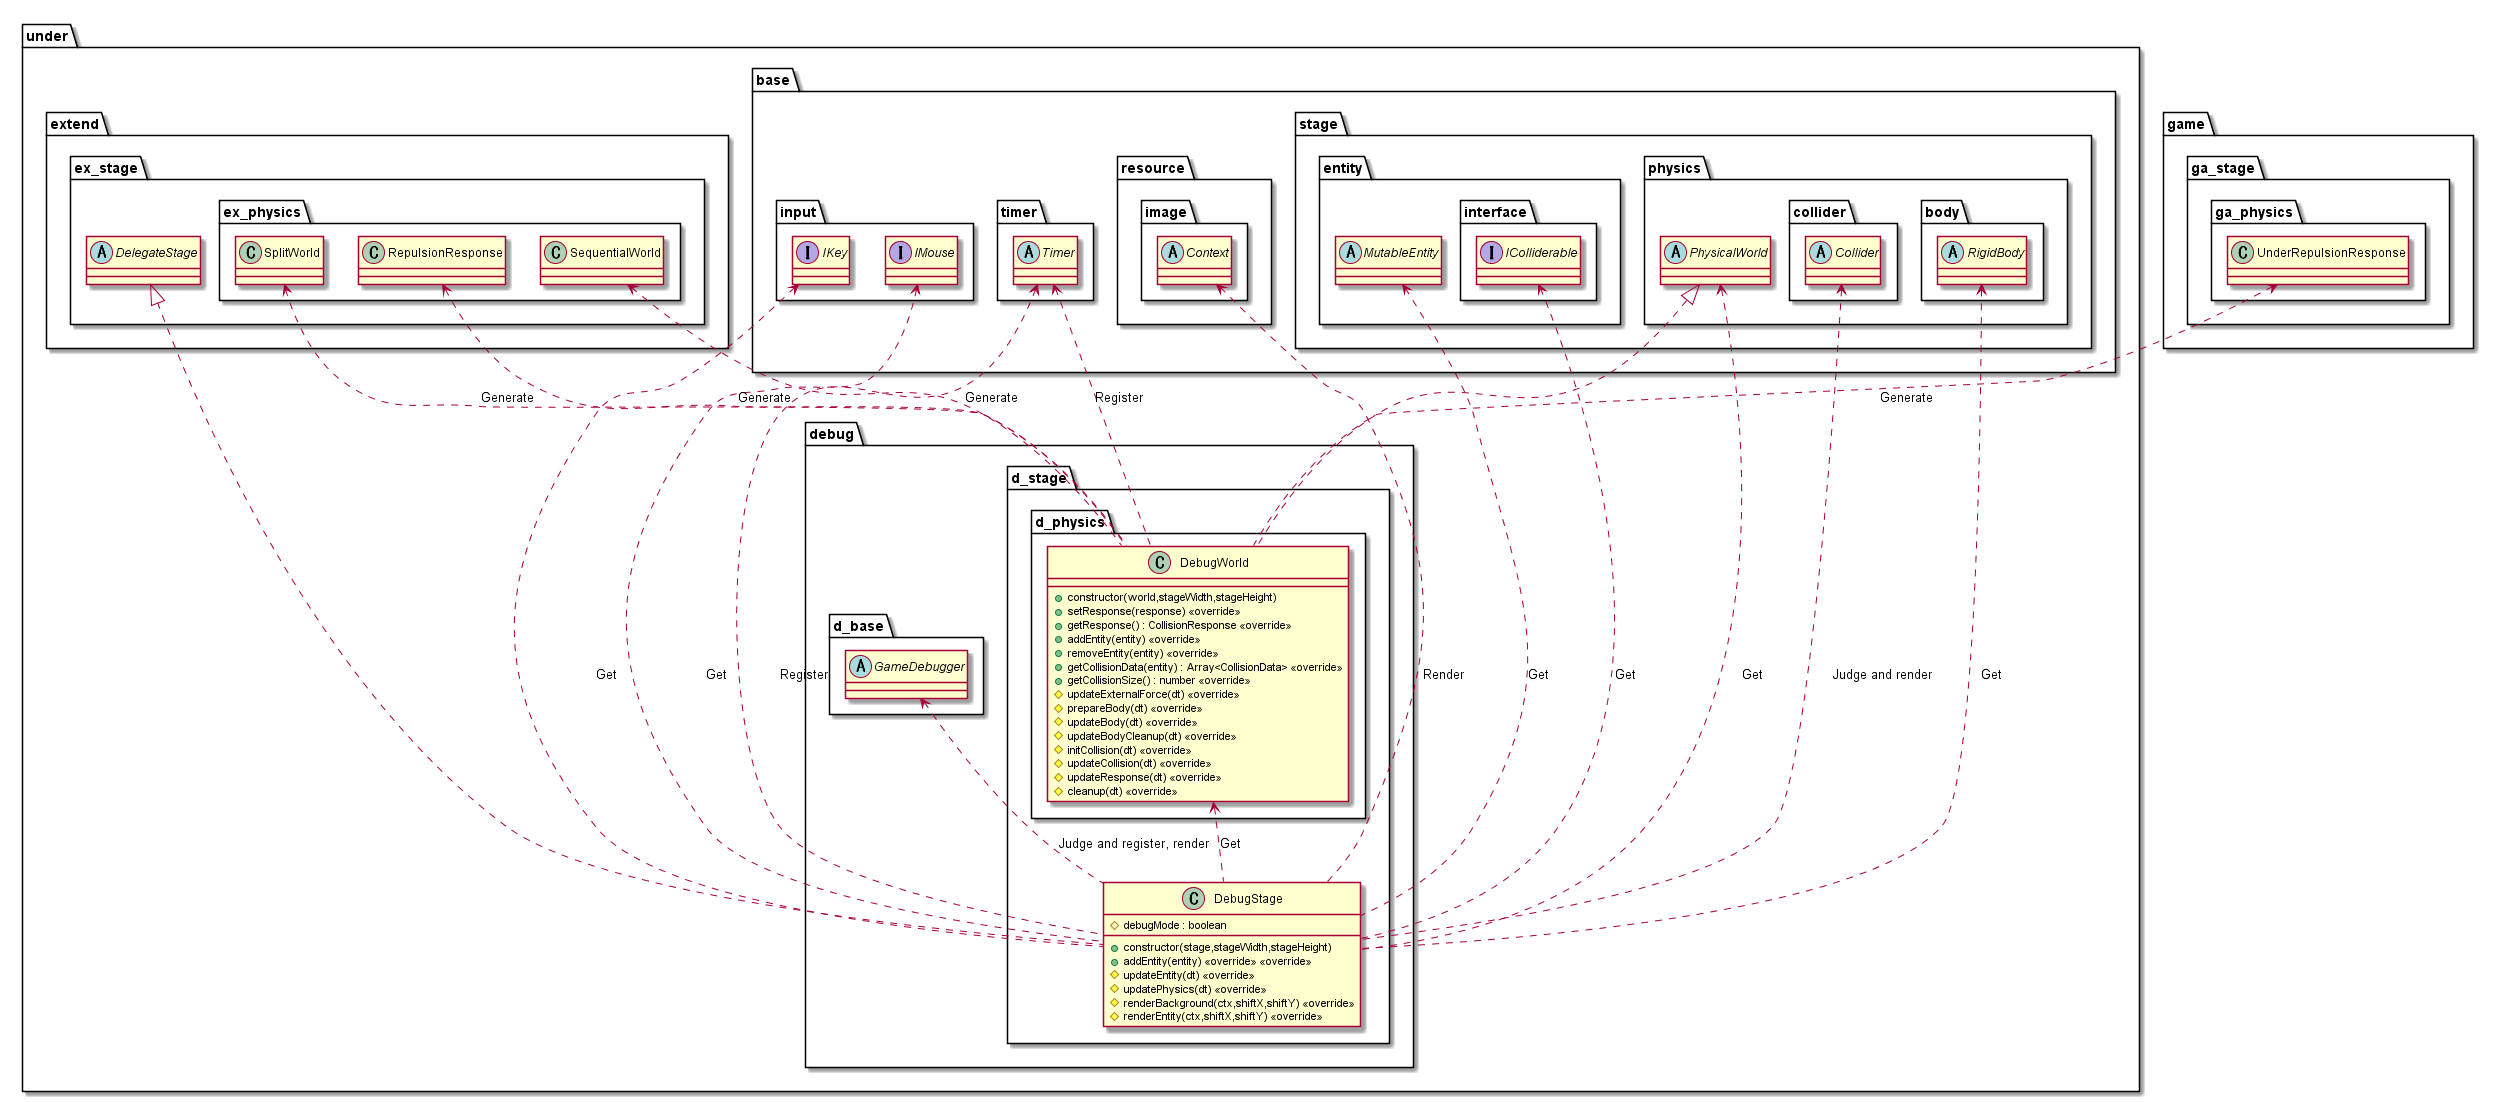 under
base
extend
stage
game
ex_stage
resource
entity
physics
ga_stage
ex_physics
input
timer
image
interface
collider
body
ga_physics
A DelegateStage
C SplitWorld
C RepulsionResponse
C SequentialWorld
I IKey
I IMouse
A Timer
A Context
A MutableEntity
I IColliderable
A PhysicalWorld
A Collider
A RigidBody
C UnderRepulsionResponse
Generate
Generate
Generate
Register
Generate
debug
d_stage
d_physics
C DebugWorld
constructor(world,stageWidth,stageHeight)
setResponse(response) «override»
getResponse() : CollisionResponse «override»
addEntity(entity) «override»
removeEntity(entity) «override»
getCollisionData(entity) : Array<CollisionData> «override»
getCollisionSize() : number «override»
updateExternalForce(dt) «override»
prepareBody(dt) «override»
updateBody(dt) «override»
updateBodyCleanup(dt) «override»
initCollision(dt) «override»
updateCollision(dt) «override»
updateResponse(dt) «override»
cleanup(dt) «override»
d_base
A GameDebugger
Get
Get
Register
Render
Get
Get
Get
Judge and render
Get
Judge and register, render
Get
C DebugStage
debugMode : boolean
constructor(stage,stageWidth,stageHeight)
addEntity(entity) «override» «override»
updateEntity(dt) «override»
updatePhysics(dt) «override»
renderBackground(ctx,shiftX,shiftY) «override»
renderEntity(ctx,shiftX,shiftY) «override»